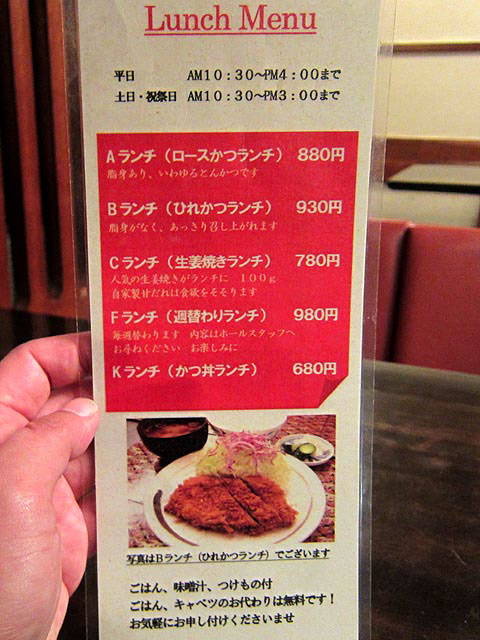 Lunch Menu
平日 AM10:30～PM4:00まで
土日・祝祭日 AM10:30～PM3:00まで
Aランチ（ロースかつランチ） 880円
脂身あり、いわゆるとんかつです
Bランチ（ひれかつランチ） 930円
脂身がなく、あっさり召し上がれます
Cランチ（生姜焼きランチ） 780円
人気の生姜焼きがランチに 100g
自家製甘だれは食欲をそそります
Fランチ（週替わりランチ） 980円
毎週替わります 内容はホールスタッフへ
お尋ねください お楽しみに
Kランチ（かつ丼ランチ） 680円
写真はBランチ（ひれかつランチ）でございます
ごはん、味噌汁、つけもの付
ごはん、キャベツのお代わりは無料です！
お気軽にお申し付けくださいませ